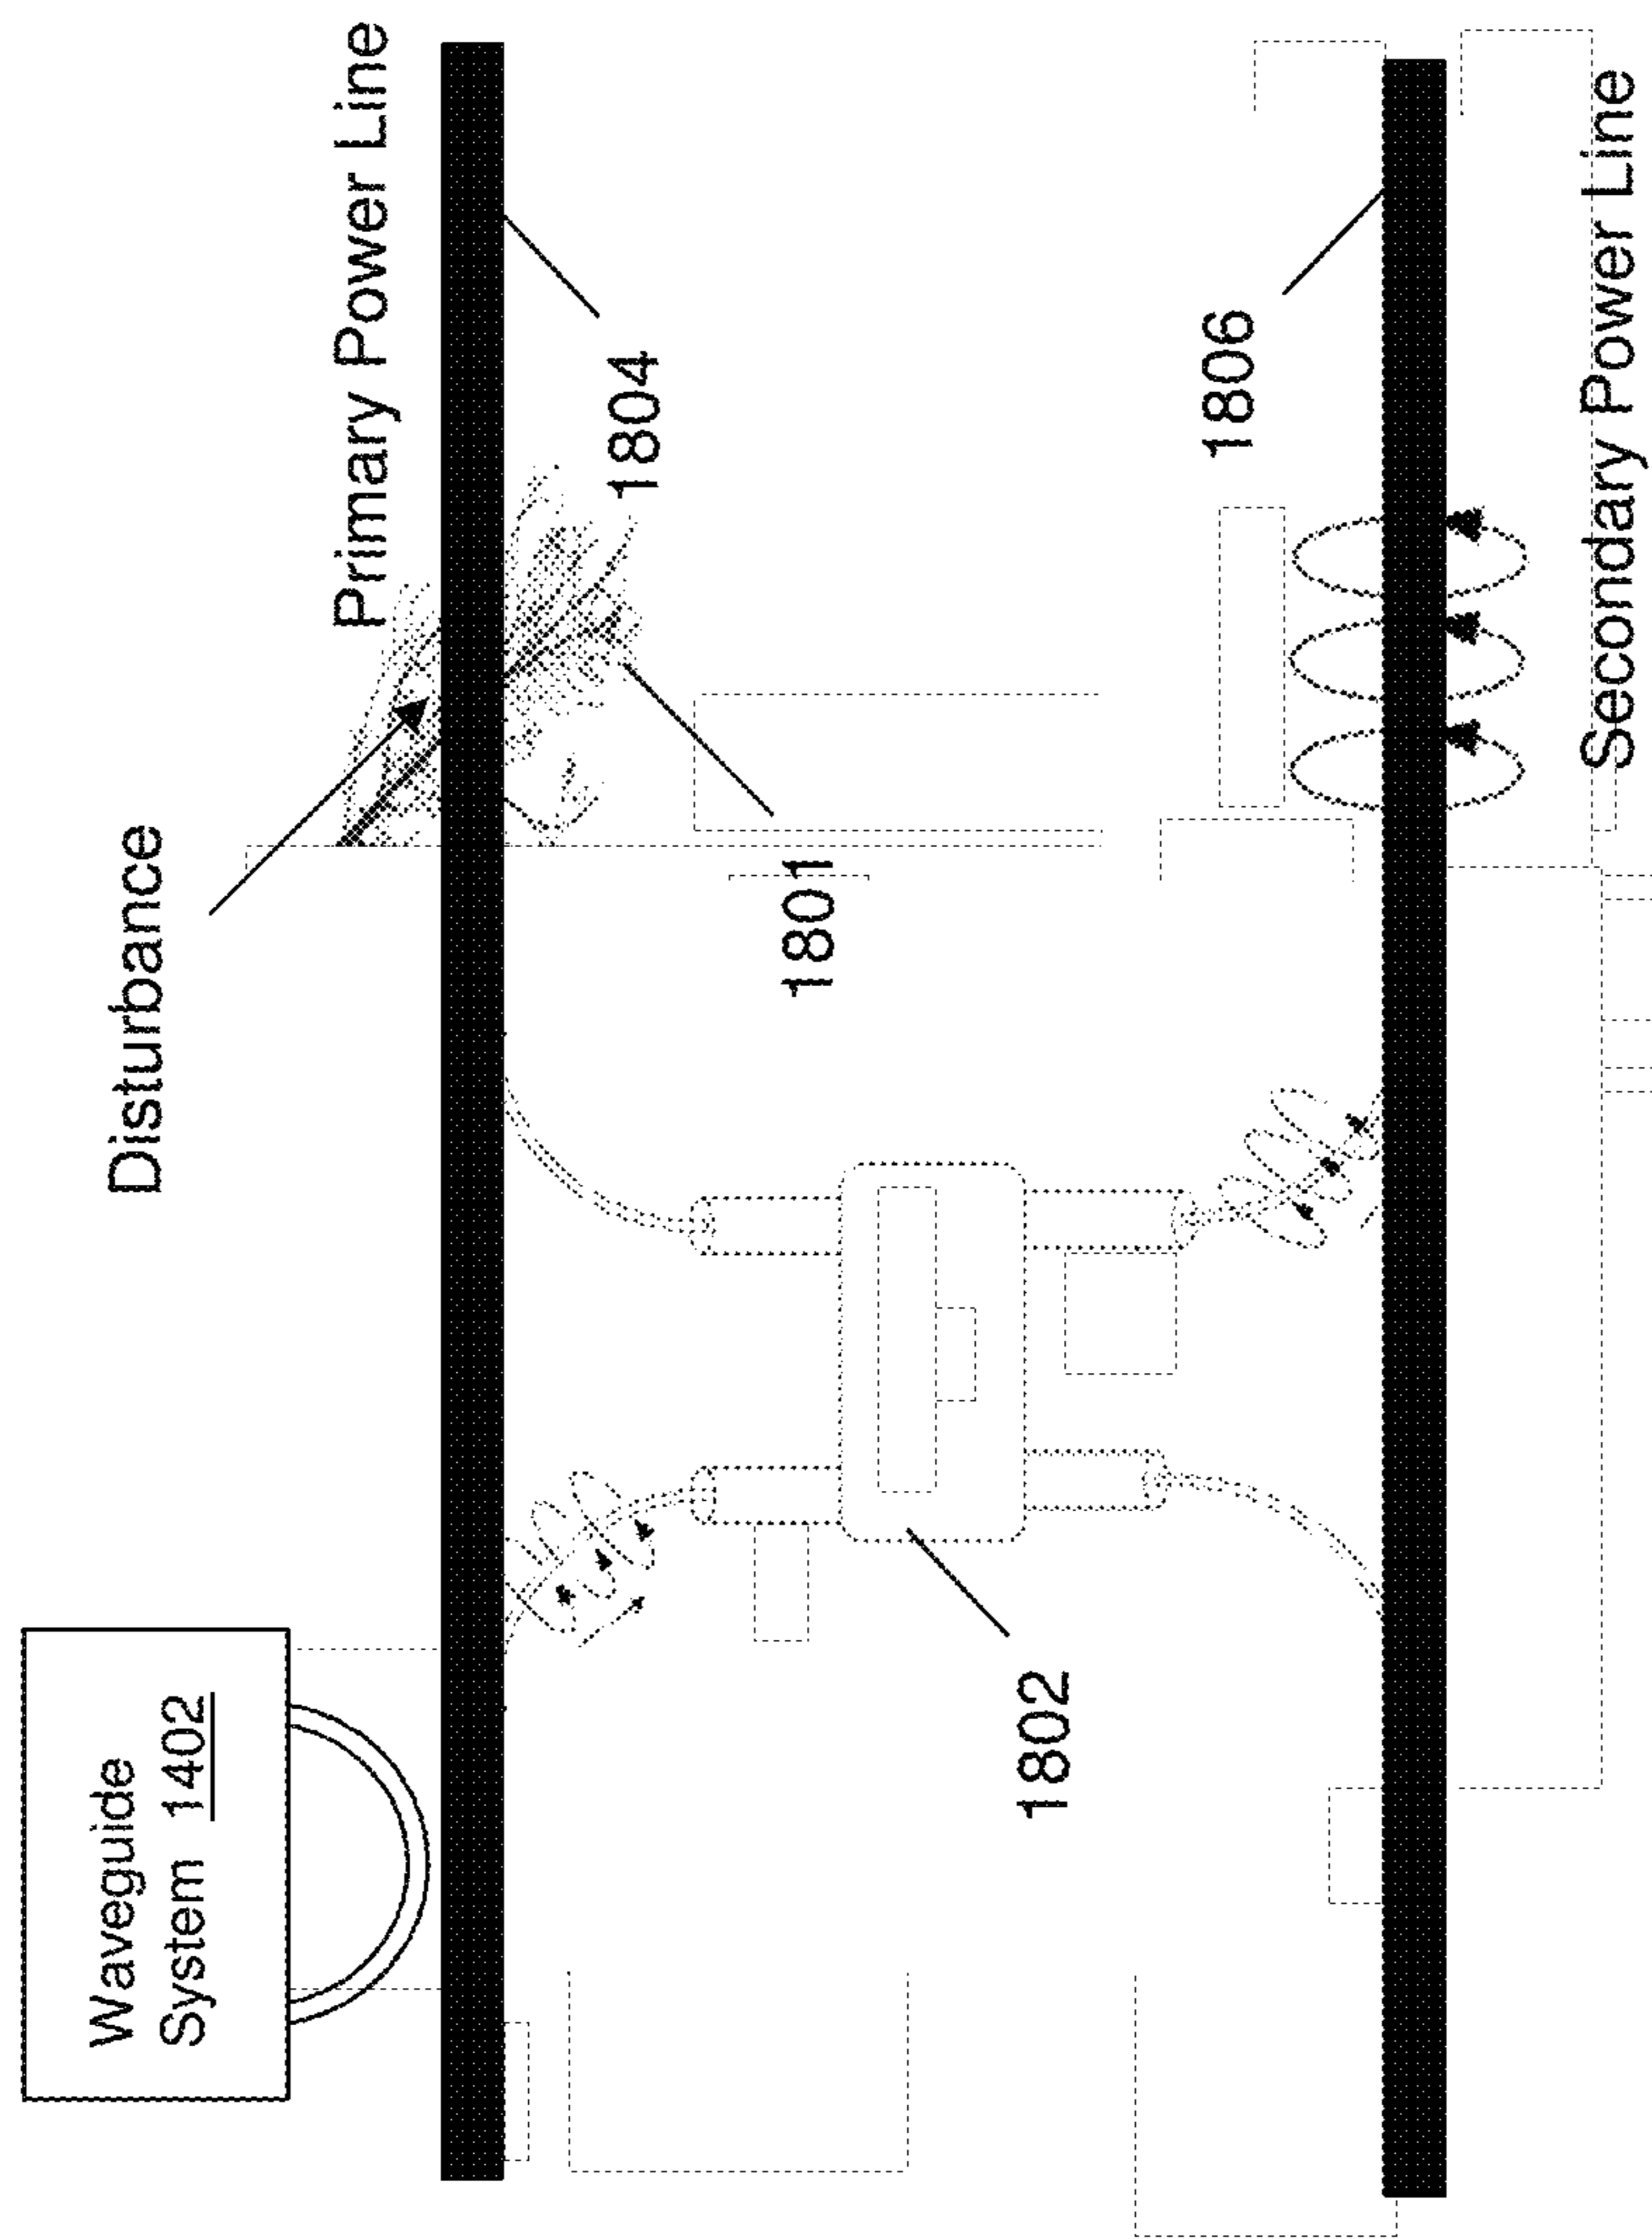 Waveguide
System 1402
Disturbance
Primary Power Line
1804
1801
1802
1806
Secondary Power Line